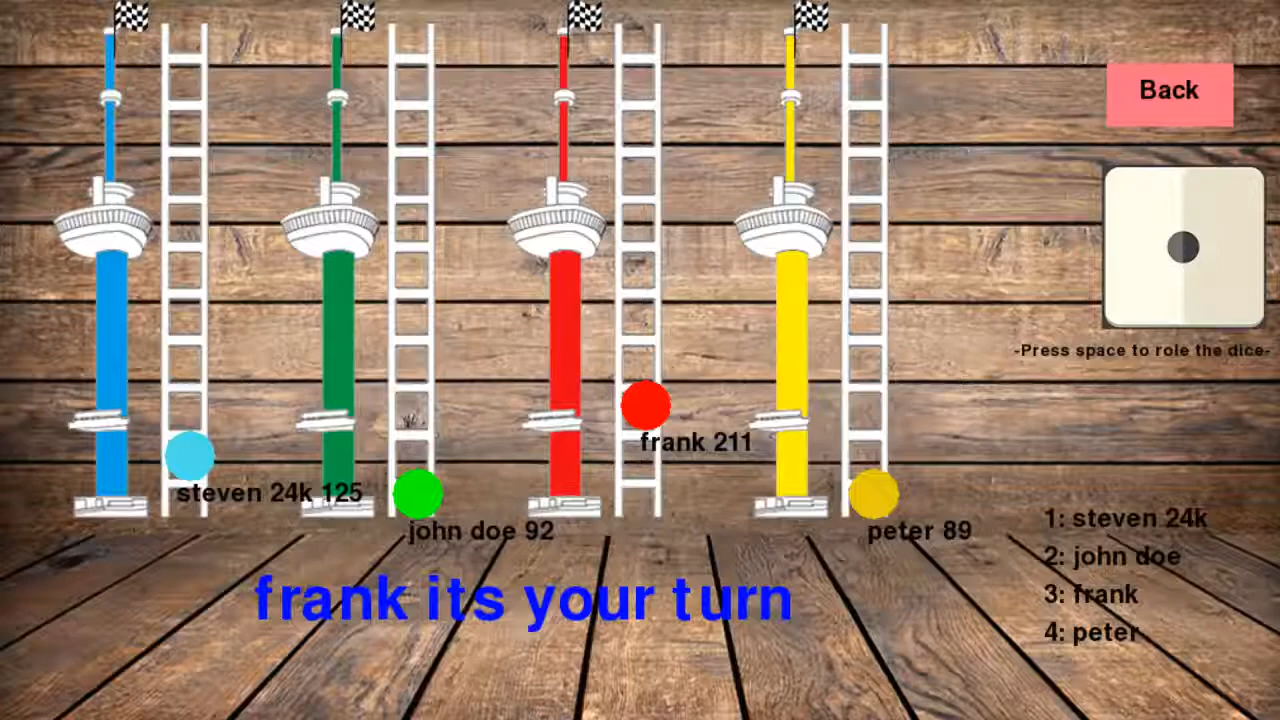 Back
-Press space to role the dice-
frank 211
steven 24k 125
john doe 92
peter 89
1: steven 24k
2: john doe
3: frank
4: peter
frank its your turn